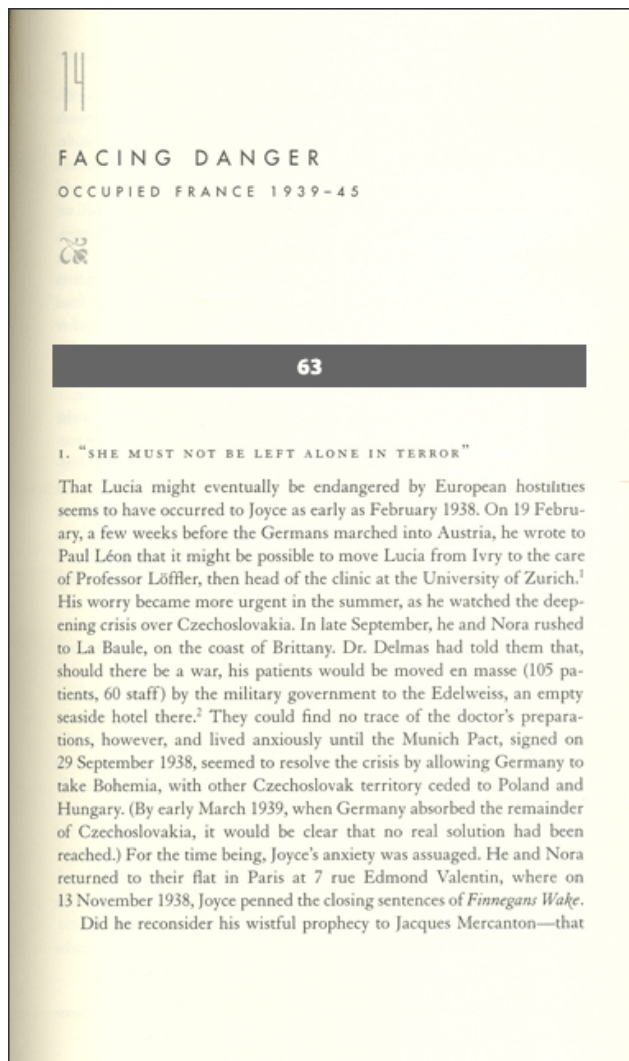 14
FACING DANGER
OCCUPIED FRANCE 1939–45
63
1. “SHE MUST NOT BE LEFT ALONE IN TERROR”
That Lucia might eventually be endangered by European hostilities
seems to have occurred to Joyce as early as February 1938. On 19 Febru-
ary, a few weeks before the Germans marched into Austria, he wrote to
Paul Léon that it might be possible to move Lucia from Ivry to the care
of Professor Löffler, then head of the clinic at the University of Zurich.¹
His worry became more urgent in the summer, as he watched the deep-
ening crisis over Czechoslovakia. In late September, he and Nora rushed
to La Baule, on the coast of Brittany. Dr. Delmas had told them that,
should there be a war, his patients would be moved en masse (105 pa-
tients, 60 staff) by the military government to the Edelweiss, an empty
seaside hotel there.² They could find no trace of the doctor’s prepara-
tions, however, and lived anxiously until the Munich Pact, signed on
29 September 1938, seemed to resolve the crisis by allowing Germany to
take Bohemia, with other Czechoslovak territory ceded to Poland and
Hungary. (By early March 1939, when Germany absorbed the remainder
of Czechoslovakia, it would be clear that no real solution had been
reached.) For the time being, Joyce’s anxiety was assuaged. He and Nora
returned to their flat in Paris at 7 rue Edmond Valentin, where on
13 November 1938, Joyce penned the closing sentences of Finnegans Wake.
Did he reconsider his wistful prophecy to Jacques Mercanton—that